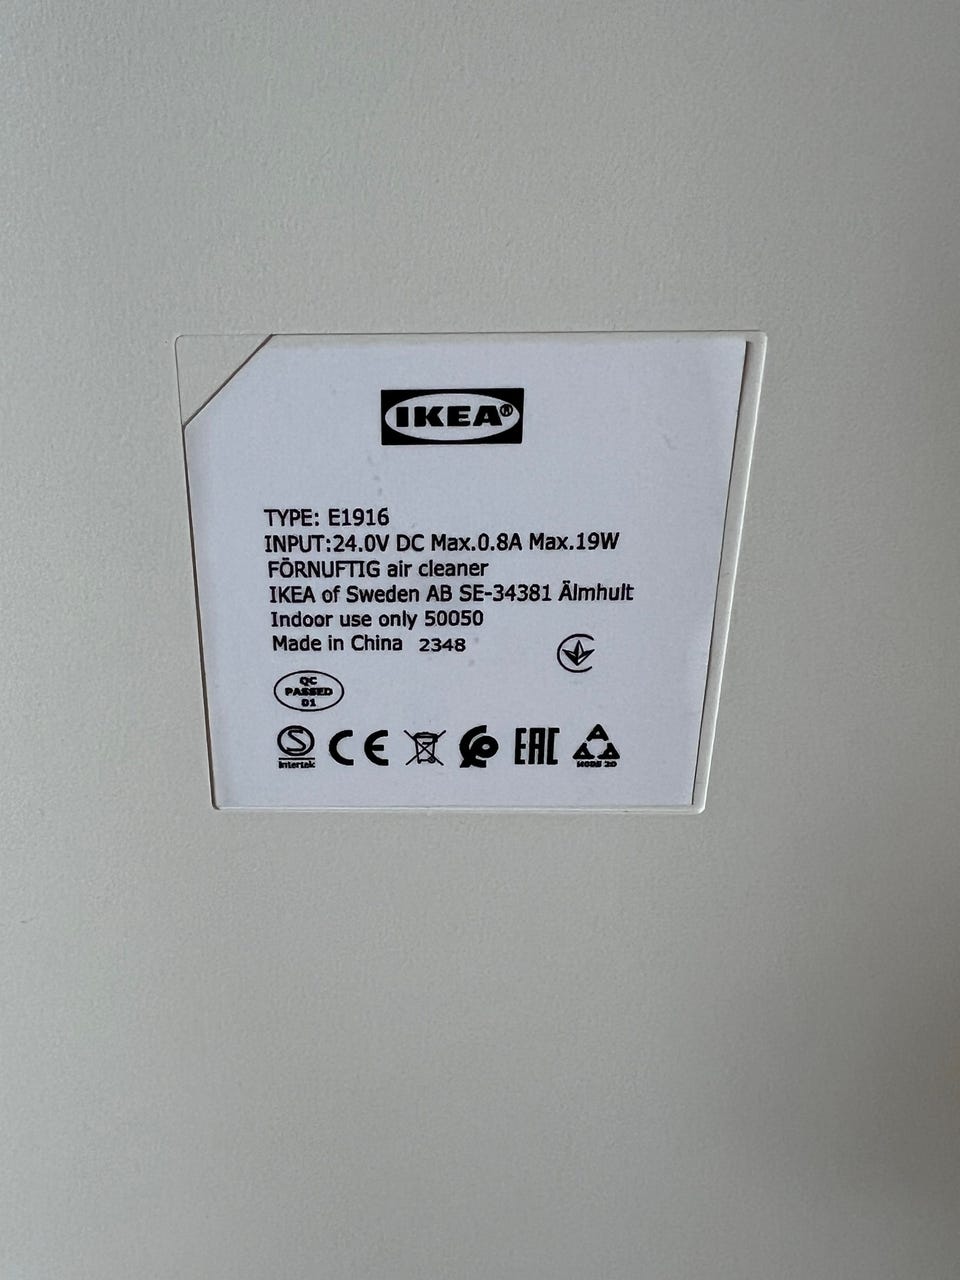 IKEA®
TYPE: E1916
INPUT:24.0V DC Max.0.8A Max.19W
FÖRNUFTIG air cleaner
IKEA of Sweden AB SE-34381 Älmhult
Indoor use only 50050
Made in China 2348
QC
PASSED
01
S
Intertek
CE
EAC